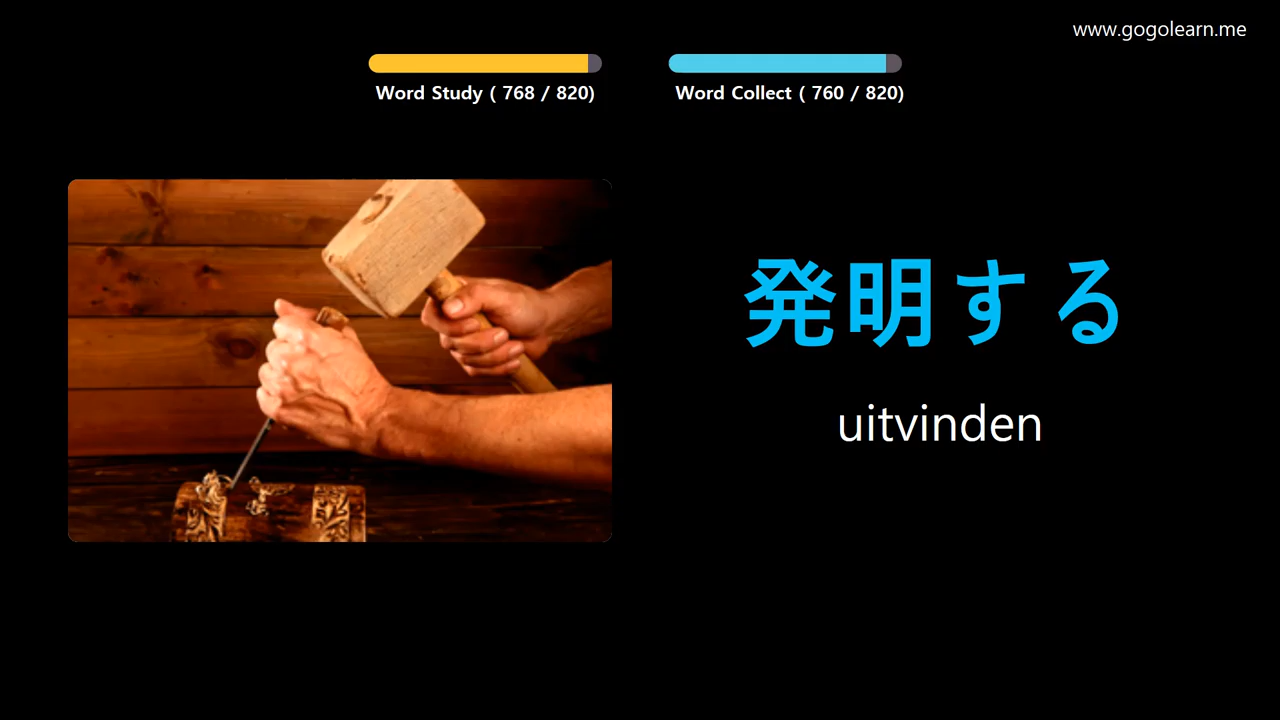 www.gogolearn.me
Word Study ( 768 / 820)
Word Collect ( 760 / 820)
発明する
uitvinden